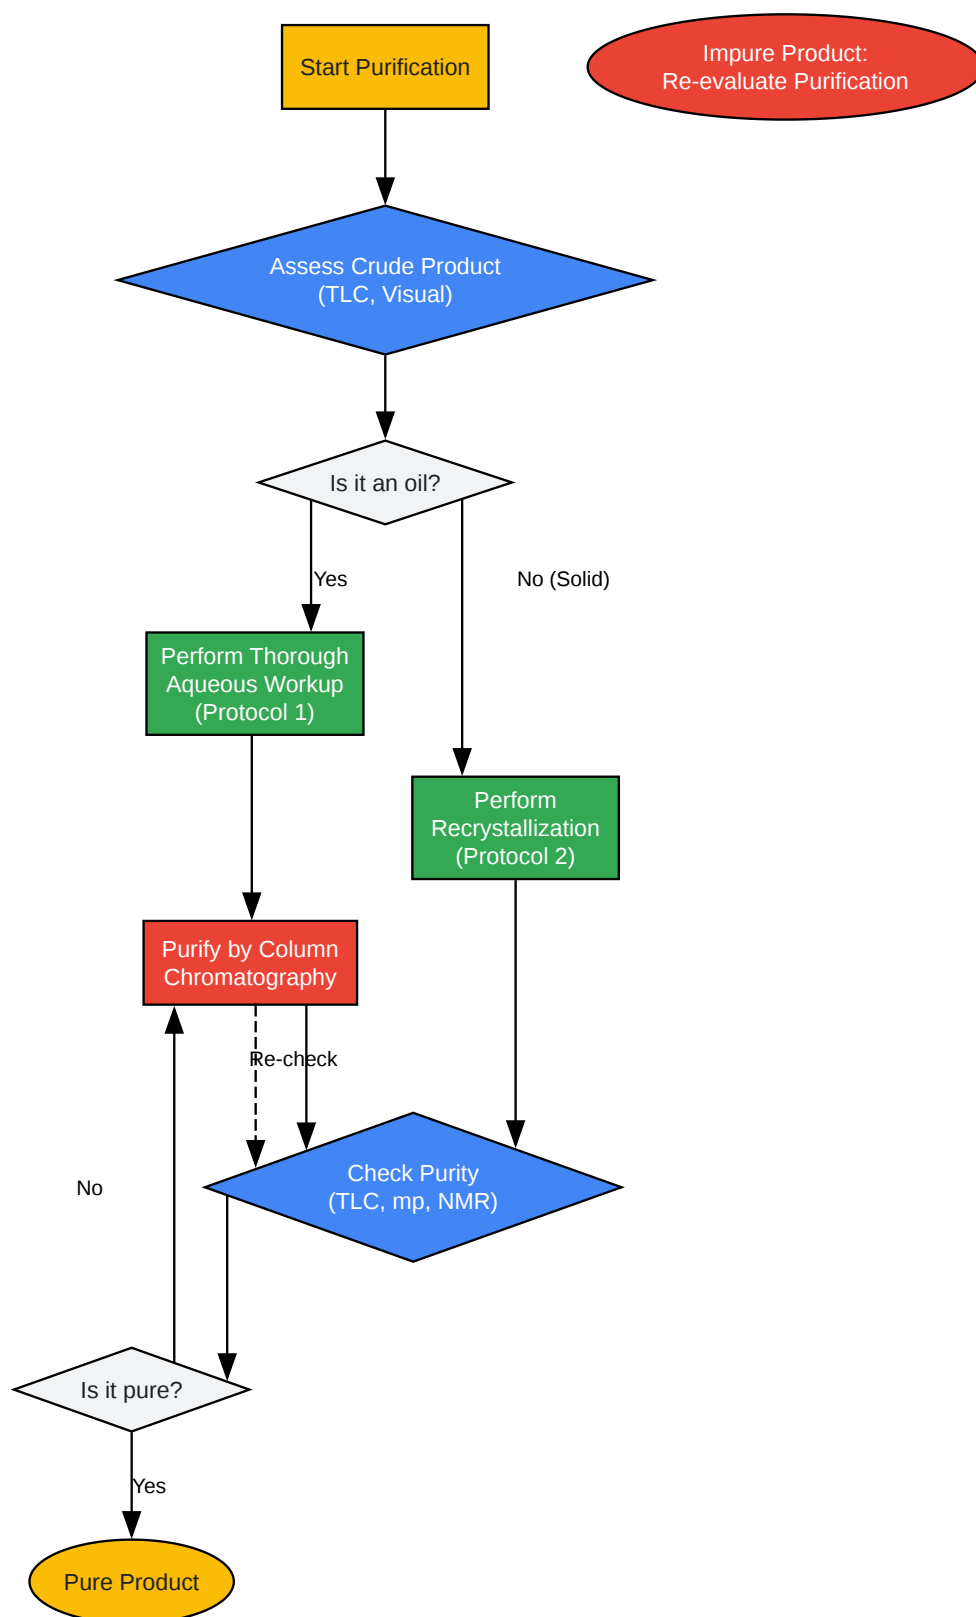 Start Purification
Impure Product:
Re-evaluate Purification
Assess Crude Product
(TLC, Visual)
Is it an oil?
Yes
No (Solid)
Perform Thorough
Aqueous Workup
(Protocol 1)
Perform
Recrystallization
(Protocol 2)
Purify by Column
Chromatography
Re-check
Check Purity
(TLC, mp, NMR)
No
Is it pure?
Yes
Pure Product